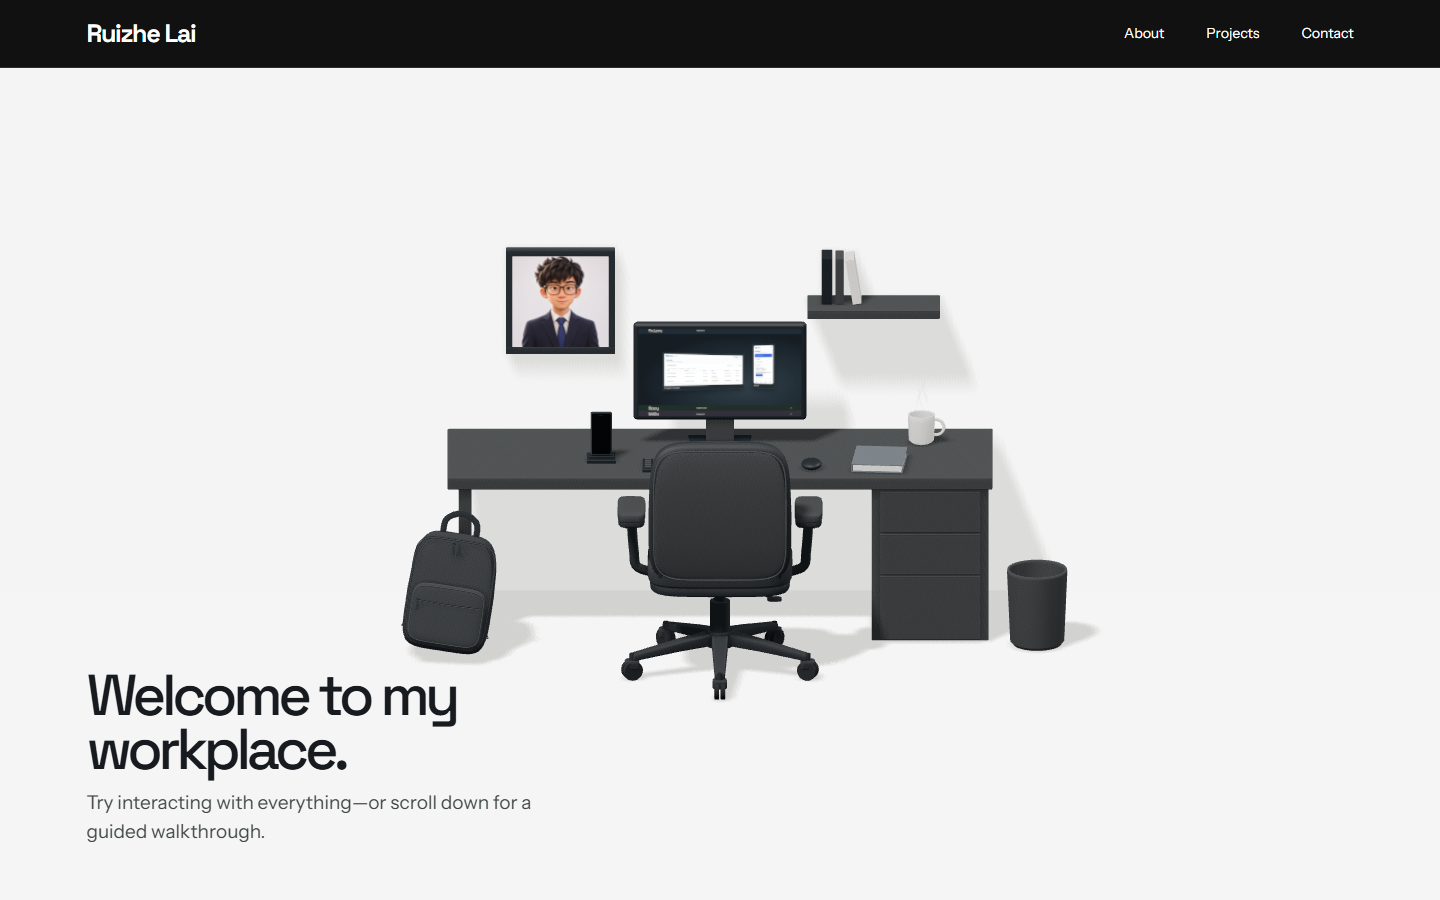 Ruizhe Lai
About
Projects
Contact
Welcome to my
workplace.
Try interacting with everything—or scroll down for a
guided walkthrough.